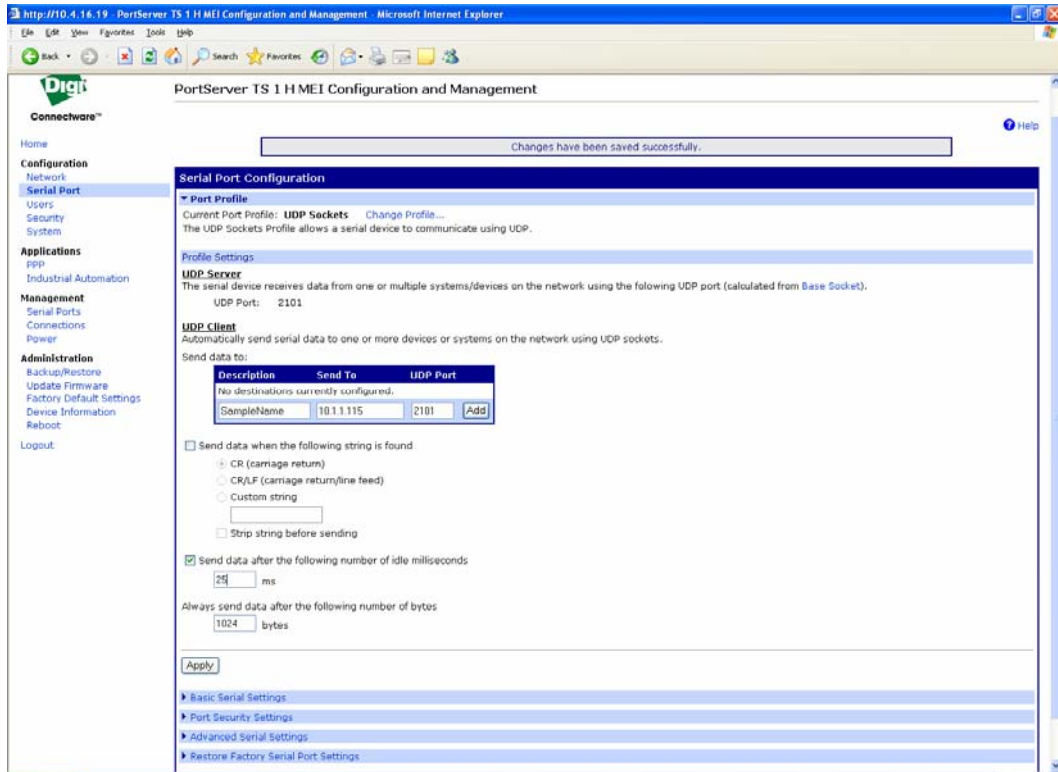 http://10.4.16.19 - PortServer TS 1 H MEI Configuration and Management - Microsoft Internet Explorer
File Edit View Favorites Tools Help
Back Search Favorites
Digi
Connectware™
PortServer TS 1 H MEI Configuration and Management
Help
Changes have been saved successfully.
Home
Configuration
Network
Serial Port
Users
Security
System
Applications
PPP
Industrial Automation
Management
Serial Ports
Connections
Power
Administration
Backup/Restore
Update Firmware
Factory Default Settings
Device Information
Reboot
Logout
Serial Port Configuration
Port Profile
Current Port Profile: UDP Sockets Change Profile...
The UDP Sockets Profile allows a serial device to communicate using UDP.
Profile Settings
UDP Server
The serial device receives data from one or multiple systems/devices on the network using the folowing UDP port (calculated from Base Socket).
UDP Port: 2101
UDP Client
Automatically send serial data to one or more devices or systems on the network using UDP sockets.
Send data to:
Description Send To UDP Port
No destinations currently configured.
SampleName 10.1.1.115 2101 Add
Send data when the following string is found
CR (carriage return)
CR/LF (carriage return/line feed)
Custom string
Strip string before sending
Send data after the following number of idle milliseconds
25 ms
Always send data after the following number of bytes
1024 bytes
Apply
Basic Serial Settings
Port Security Settings
Advanced Serial Settings
Restore Factory Serial Port Settings